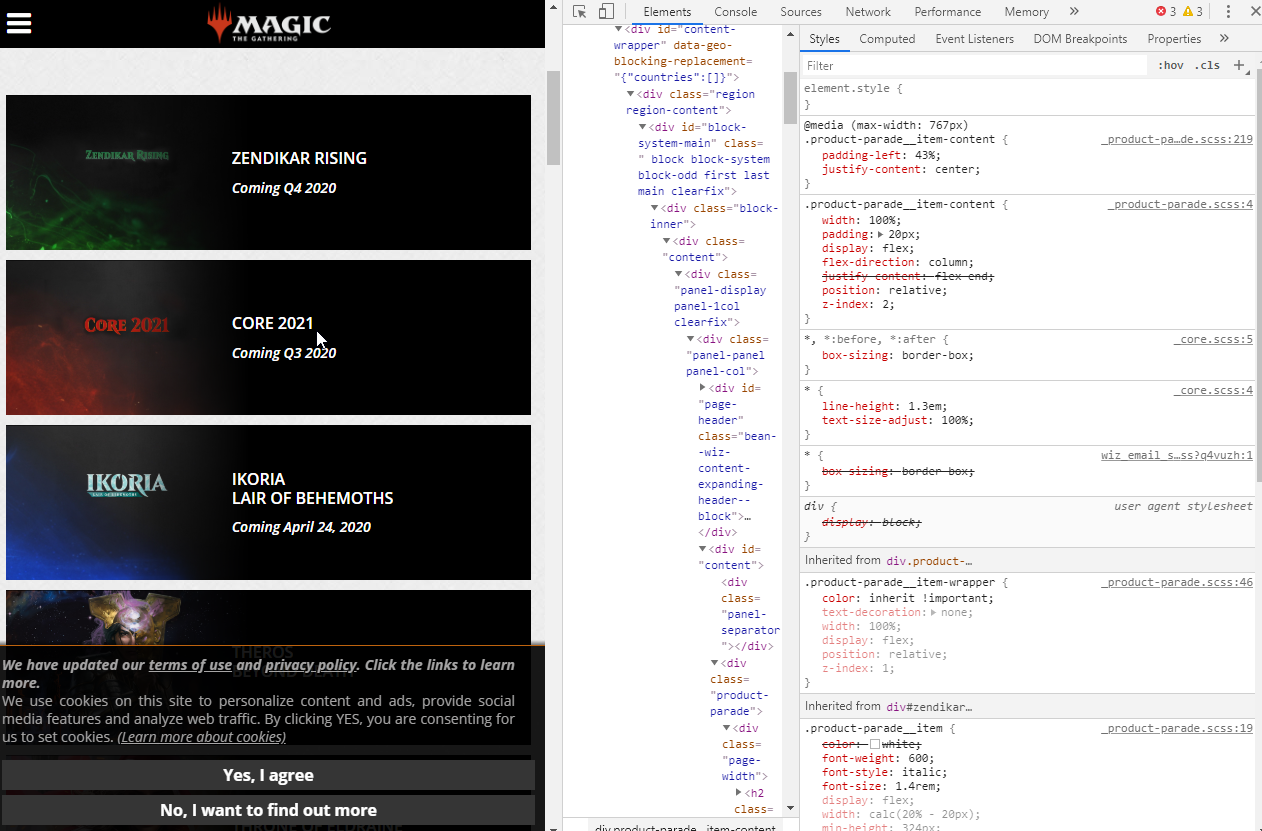 MAGIC
THE GATHERING
ZENDIKAR RISING
ZENDIKAR RISING
Coming Q4 2020
CORE 2021
CORE 2021
Coming Q3 2020
IKORIA
LAIR OF BEHEMOTHS
IKORIA
LAIR OF BEHEMOTHS
Coming April 24, 2020
THEROS
BEYOND DEATH
We have updated our terms of use and privacy policy. Click the links to learn
more.
We use cookies on this site to personalize content and ads, provide social
media features and analyze web traffic. By clicking YES, you are consenting for
us to set cookies. (Learn more about cookies)
Yes, I agree
No, I want to find out more
THRONE OF ELDRAINE
Elements Console Sources Network Performance Memory » 3 3
<div id="content-
wrapper" data-geo-
blocking-replacement=
"{"countries":[]}">
<div class="region
region-content">
<div id="block-
system-main" class=
" block block-system
block-odd first last
main clearfix">
<div class="block-
inner">
<div class=
"content">
<div class=
"panel-display
panel-1col
clearfix">
<div class=
"panel-panel
panel-col">
<div id=
"page-
header"
class="bean-
-wiz-
content-
expanding-
header--
block">…
</div>
<div id=
"content">
<div
class=
"panel-
separator
"></div>
<div
class=
"product-
parade">
<div
class=
"page-
width">
<h2
class=
div.product-parade__item-content
Styles Computed Event Listeners DOM Breakpoints Properties »
Filter :hov .cls +
element.style {
}
@media (max-width: 767px)
.product-parade__item-content { _product-pa…de.scss:219
padding-left: 43%;
justify-content: center;
}
.product-parade__item-content { _product-parade.scss:4
width: 100%;
padding: 20px;
display: flex;
flex-direction: column;
justify-content: flex-end;
position: relative;
z-index: 2;
}
*, *:before, *:after { _core.scss:5
box-sizing: border-box;
}
* { _core.scss:4
line-height: 1.3em;
text-size-adjust: 100%;
}
* { wiz_email_s…ss?q4vuzh:1
box-sizing: border-box;
}
div { user agent stylesheet
display: block;
}
Inherited from div.product-…
.product-parade__item-wrapper { _product-parade.scss:46
color: inherit !important;
text-decoration: none;
width: 100%;
display: flex;
position: relative;
z-index: 1;
}
Inherited from div#zendikar…
.product-parade__item { _product-parade.scss:19
color: white;
font-weight: 600;
font-style: italic;
font-size: 1.4rem;
display: flex;
width: calc(20% - 20px);
min-height: 324px;